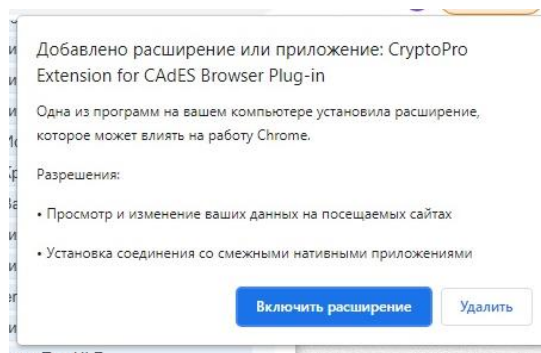 Добавлено расширение или приложение: CryptoPro
Extension for CAdES Browser Plug-in
Одна из программ на вашем компьютере установила расширение,
которое может влиять на работу Chrome.
Разрешения:
• Просмотр и изменение ваших данных на посещаемых сайтах
• Установка соединения со смежными нативными приложениями
Включить расширение
Удалить